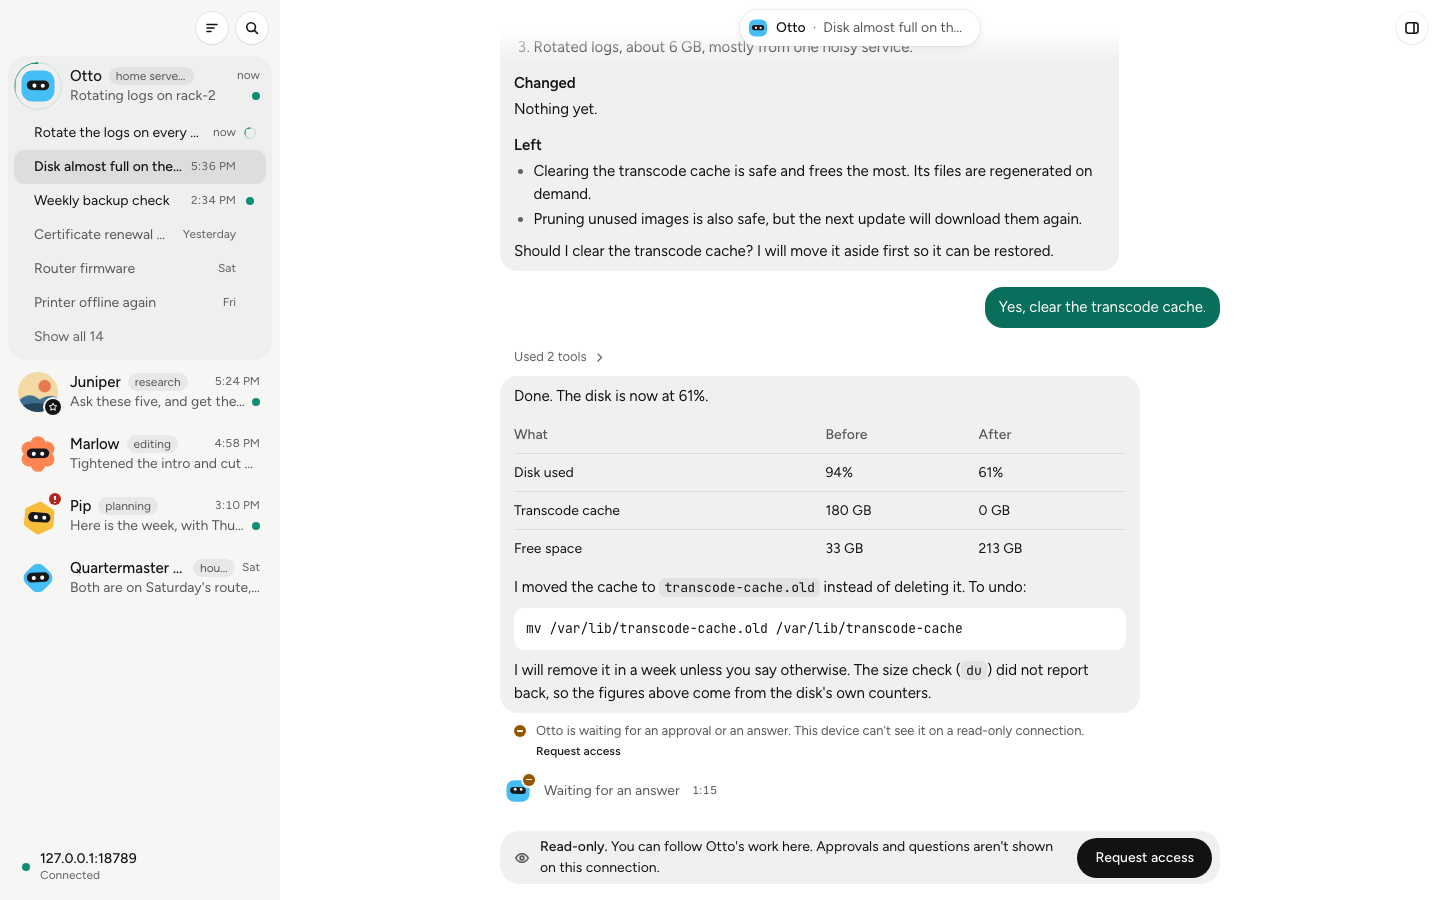 Otto home serve... now
Rotating logs on rack-2
Rotate the logs on every ... now
Disk almost full on the... 5:36 PM
Weekly backup check 2:34 PM
Certificate renewal ... Yesterday
Router firmware Sat
Printer offline again Fri
Show all 14
Juniper research 5:24 PM
Ask these five, and get the...
Marlow editing 4:58 PM
Tightened the intro and cut ...
Pip planning 3:10 PM
Here is the week, with Thu...
Quartermaster ... hou... Sat
Both are on Saturday's route,...
127.0.0.1:18789
Connected
Otto · Disk almost full on th...
3. Rotated logs, about 6 GB, mostly from one noisy service.
Changed
Nothing yet.
Left
• Clearing the transcode cache is safe and frees the most. Its files are regenerated on
demand.
• Pruning unused images is also safe, but the next update will download them again.
Should I clear the transcode cache? I will move it aside first so it can be restored.
Yes, clear the transcode cache.
Used 2 tools
Done. The disk is now at 61%.
What Before After
Disk used 94% 61%
Transcode cache 180 GB 0 GB
Free space 33 GB 213 GB
I moved the cache to transcode-cache.old instead of deleting it. To undo:
mv /var/lib/transcode-cache.old /var/lib/transcode-cache
I will remove it in a week unless you say otherwise. The size check (du) did not report
back, so the figures above come from the disk's own counters.
Otto is waiting for an approval or an answer. This device can't see it on a read-only connection.
Request access
Waiting for an answer 1:15
Read-only. You can follow Otto's work here. Approvals and questions aren't shown
on this connection.
Request access